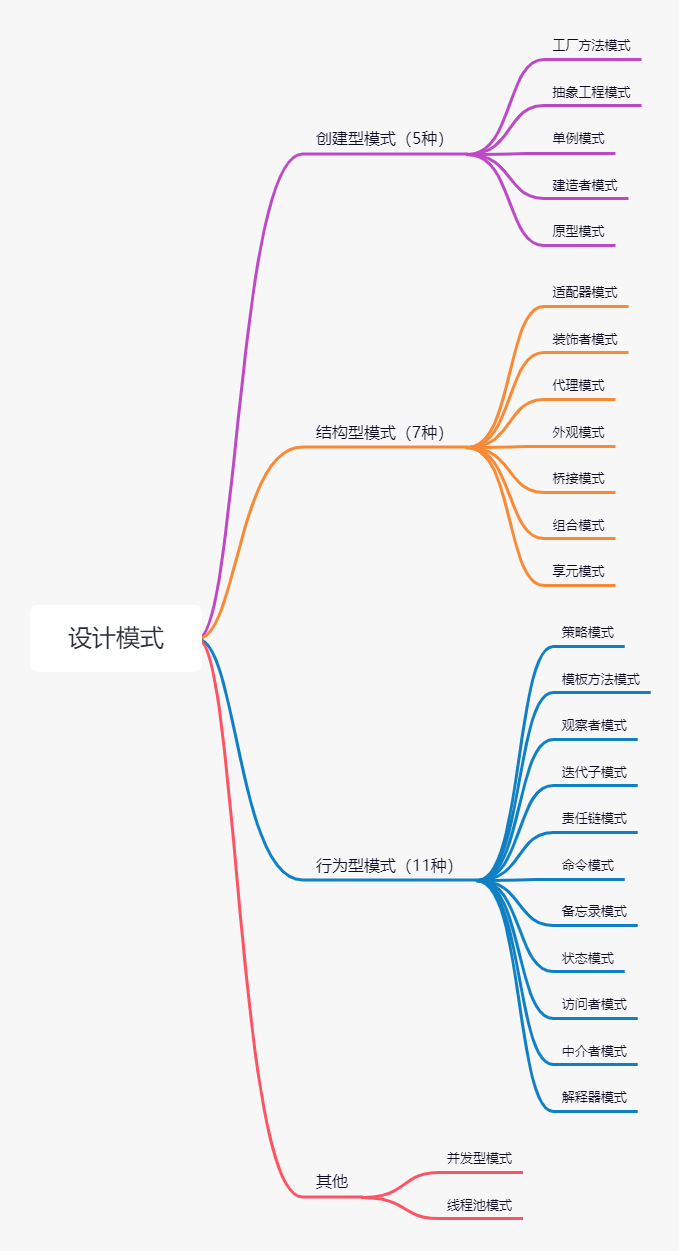 设计模式
创建型模式（5种）
工厂方法模式
抽象工程模式
单例模式
建造者模式
原型模式
结构型模式（7种）
适配器模式
装饰者模式
代理模式
外观模式
桥接模式
组合模式
享元模式
行为型模式（11种）
策略模式
模板方法模式
观察者模式
迭代子模式
责任链模式
命令模式
备忘录模式
状态模式
访问者模式
中介者模式
解释器模式
其他
并发型模式
线程池模式